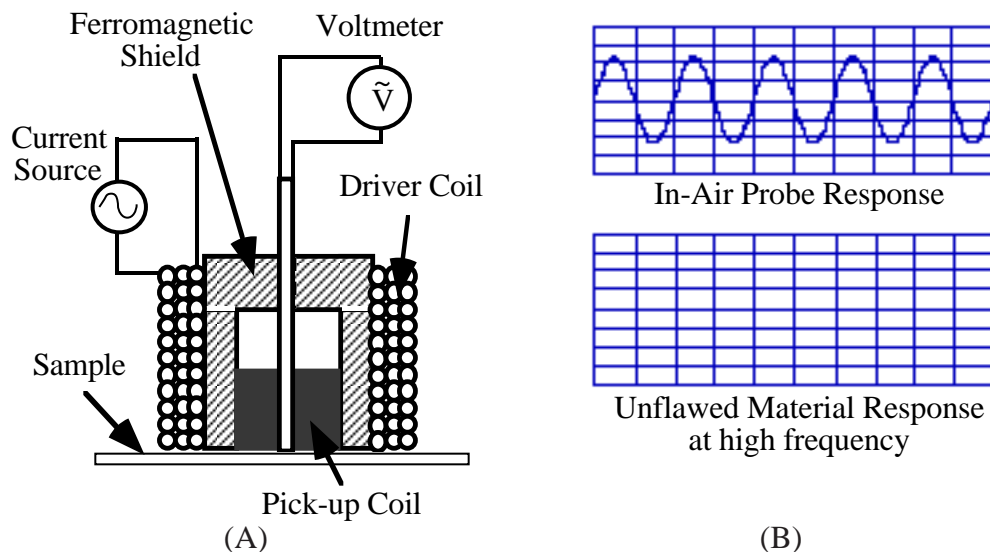 Ferromagnetic
Shield
Voltmeter
Ṽ
Current
Source
Driver Coil
Sample
Pick-up Coil
(A)
In-Air Probe Response
Unflawed Material Response
at high frequency
(B)